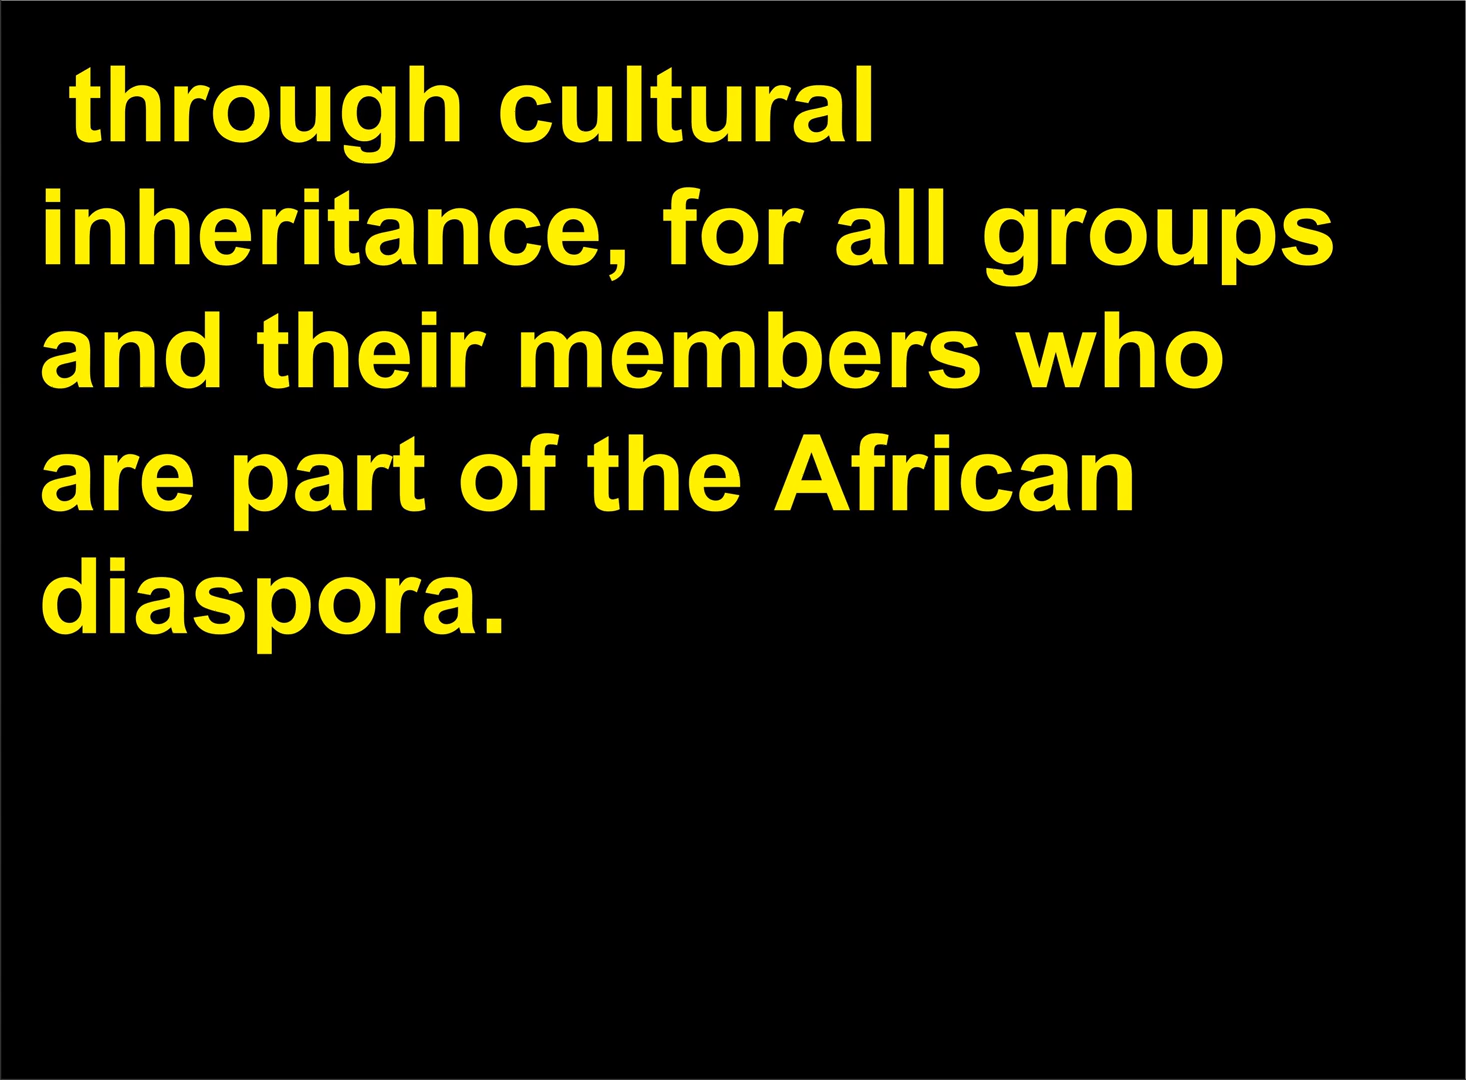 through cultural
inheritance, for all groups
and their members who
are part of the African
diaspora.